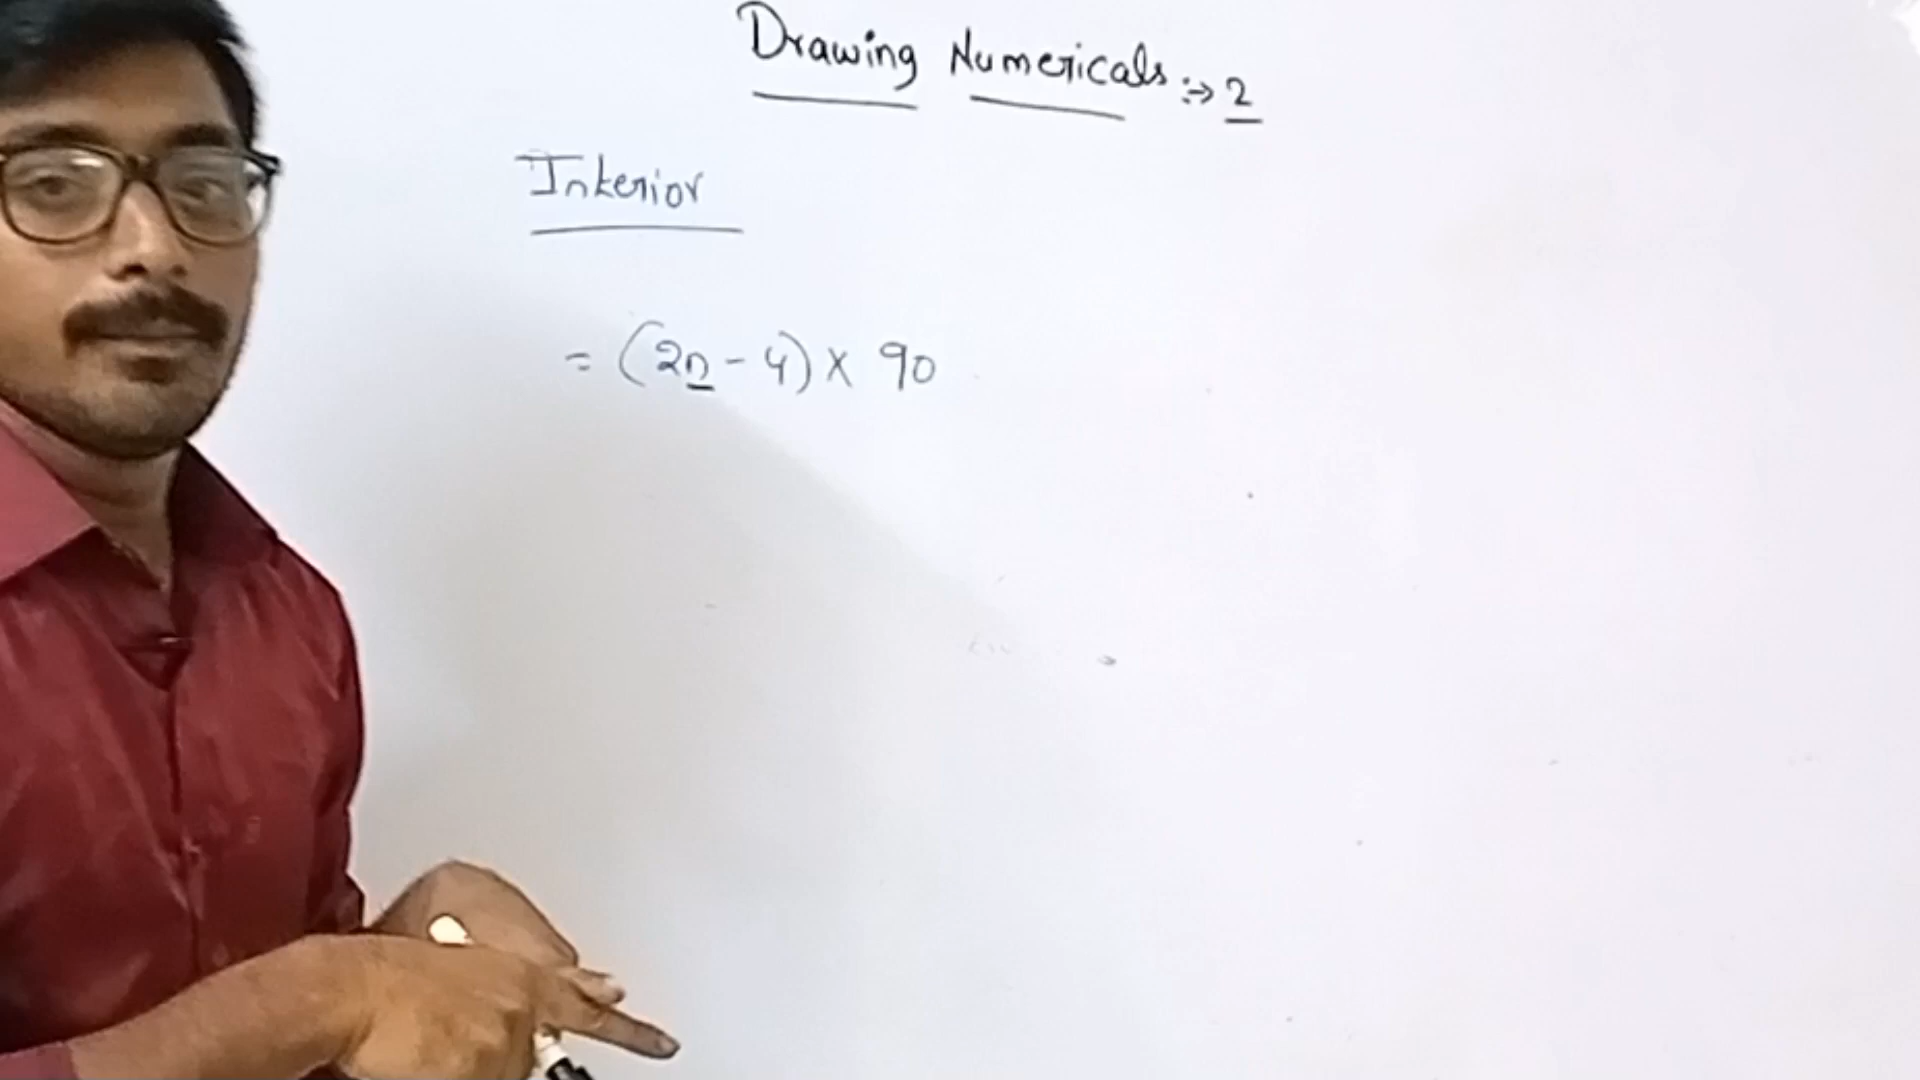 Drawing Numericals :→ 2
Interior
= (2n - 4) x 90